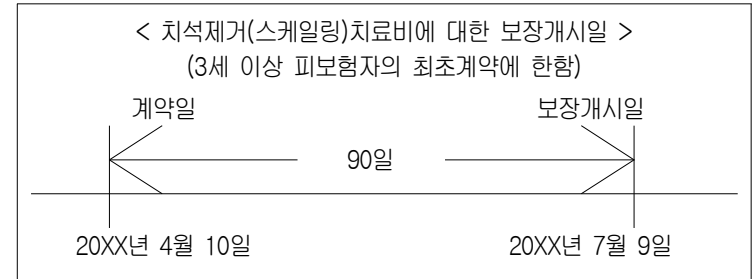 < 치석제거(스케일링)치료비에 대한 보장개시일 >
(3세 이상 피보험자의 최초계약에 한함)
계약일 보장개시일
90일
20XX년 4월 10일 20XX년 7월 9일